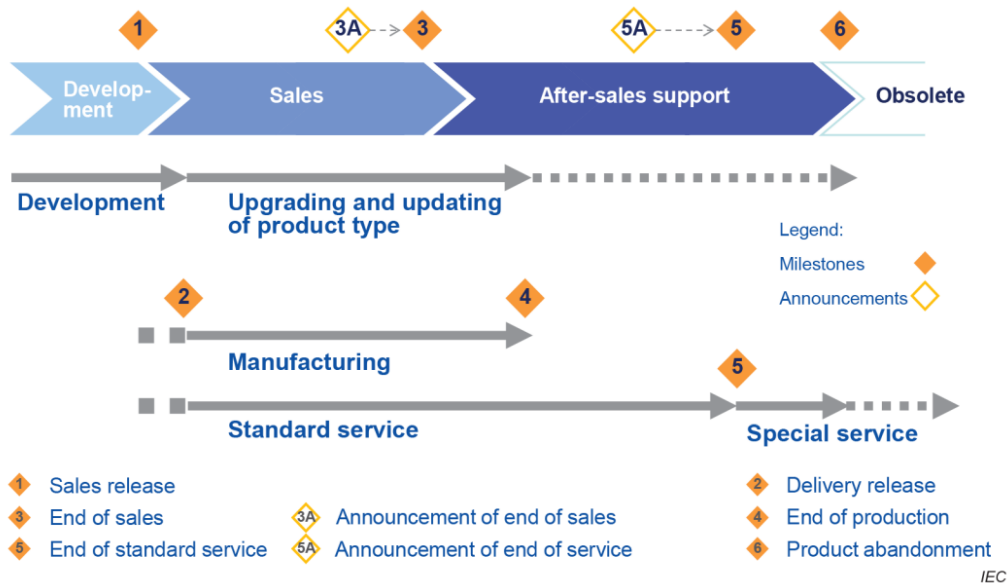 1
3A
3
5A
5
6
Develop-
ment
Sales
After-sales support
Obsolete
Development
Upgrading and updating
of product type
Legend:
Milestones
Announcements
2
4
Manufacturing
5
Standard service
Special service
1 Sales release
2 Delivery release
3 End of sales
3A Announcement of end of sales
4 End of production
5 End of standard service
5A Announcement of end of service
6 Product abandonment
IEC